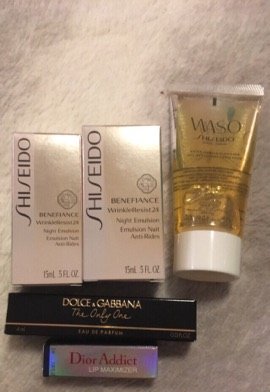 SHISEIDO
BENEFIANCE
WrinkleResist24
Night Emulsion
Emulsion Nuit
Anti-Rides
15mL .5 FL.OZ.
SHISEIDO
BENEFIANCE
WrinkleResist24
Night Emulsion
Emulsion Nuit
Anti-Rides
15mL .5 FL.OZ.
WASO
SHISEIDO
DOLCE & GABBANA
The Only One
EAU DE PARFUM
Dior Addict
LIP MAXIMIZER